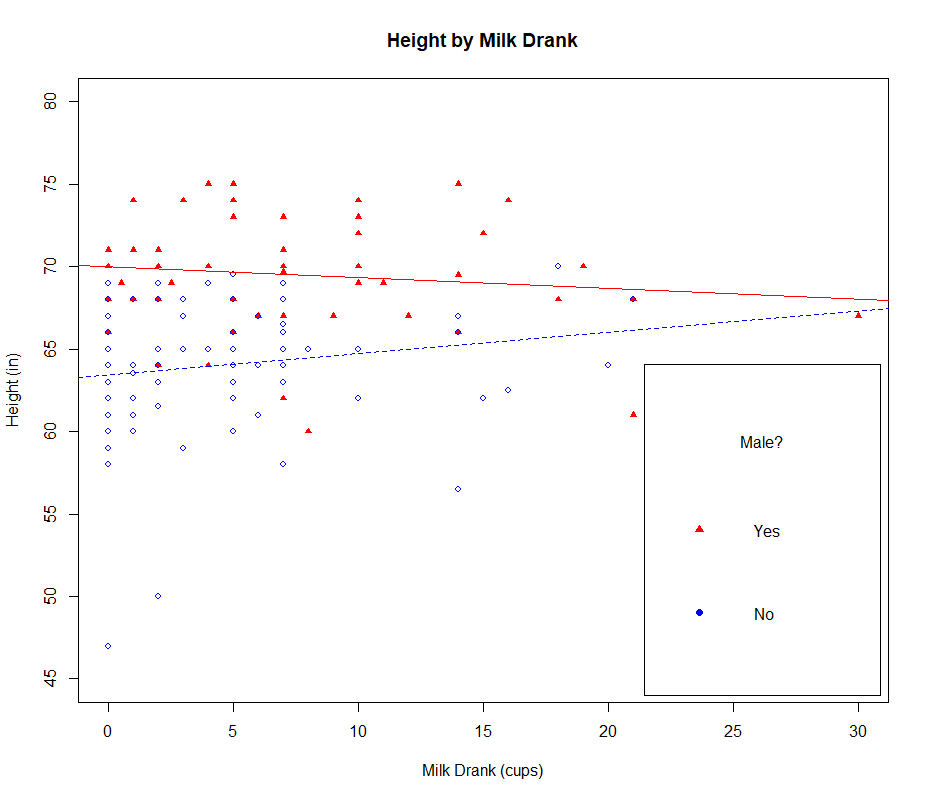 Height by Milk Drank
80
75
70
65
60
55
50
45
Height (in)
Male?
Yes
No
0 5 10 15 20 25 30
Milk Drank (cups)